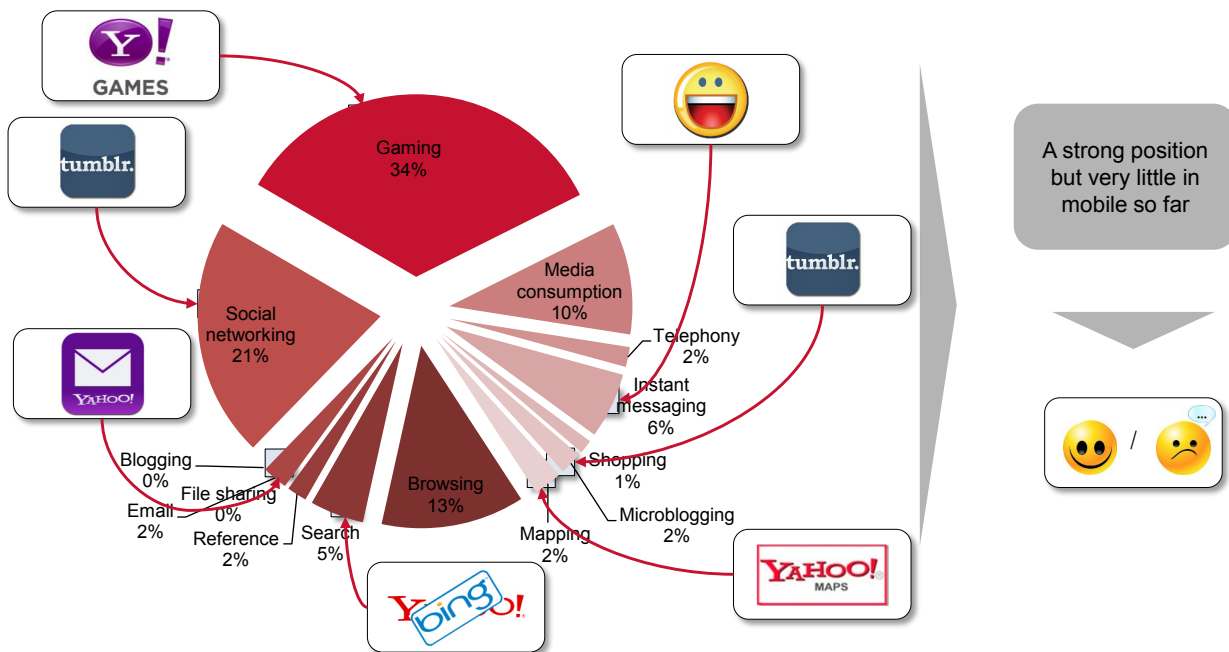 Y!
GAMES
tumblr.
YAHOO!
Gaming
34%
Media
consumption
10%
Telephony
2%
Instant
messaging
6%
Shopping
1%
Microblogging
2%
Mapping
2%
Browsing
13%
Search
5%
Reference
2%
File sharing
0%
Email
2%
Blogging
0%
Social
networking
21%
tumblr.
YAHOO!
MAPS
bing
A strong position
but very little in
mobile so far
/
...